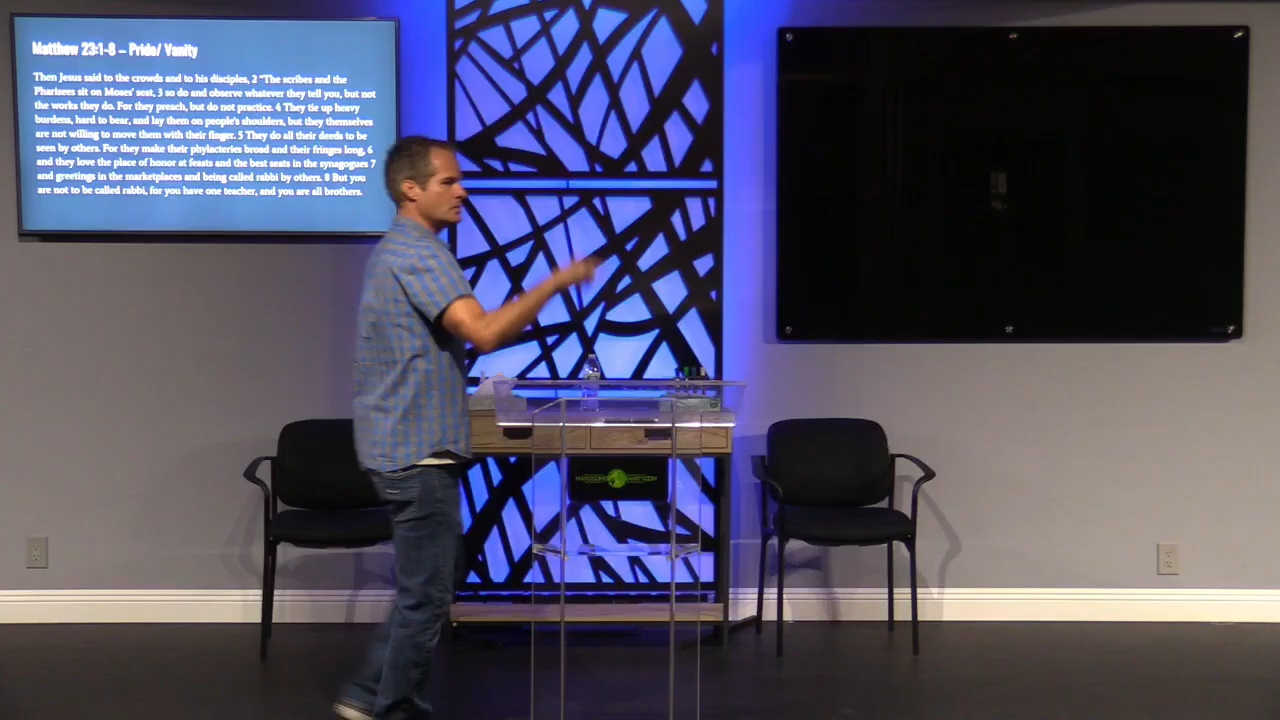 Matthew 23:1-8 – Pride/ Vanity
Then Jesus said to the crowds and to his disciples, 2 "The scribes and the
Pharisees sit on Moses' seat, 3 so do and observe whatever they tell you, but not
the works they do. For they preach, but do not practice. 4 They tie up heavy
burdens, hard to bear, and lay them on people's shoulders, but they themselves
are not willing to move them with their finger. 5 They do all their deeds to be
seen by others. For they make their phylacteries broad and their fringes long, 6
and they love the place of honor at feasts and the best seats in the synagogues 7
and greetings in the marketplaces and being called rabbi by others. 8 But you
are not to be called rabbi, for you have one teacher, and you are all brothers.